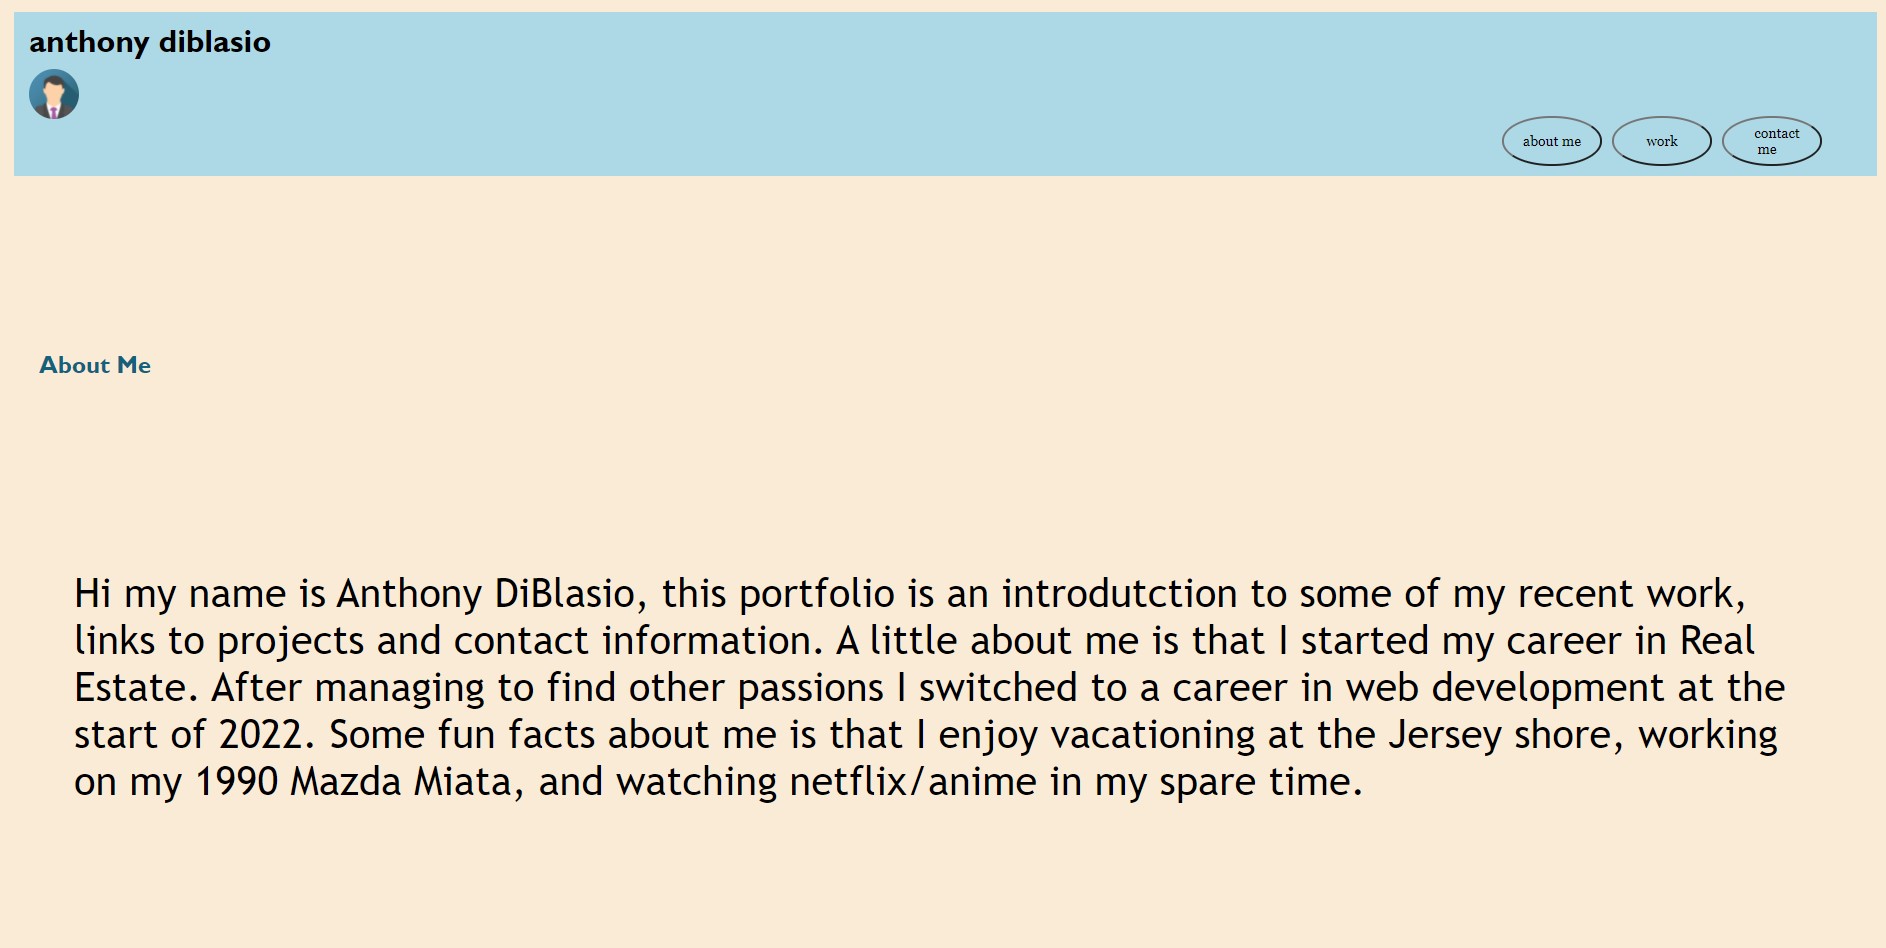 anthony diblasio
about me
work
contact
me
About Me
Hi my name is Anthony DiBlasio, this portfolio is an introdutction to some of my recent work,
links to projects and contact information. A little about me is that I started my career in Real
Estate. After managing to find other passions I switched to a career in web development at the
start of 2022. Some fun facts about me is that I enjoy vacationing at the Jersey shore, working
on my 1990 Mazda Miata, and watching netflix/anime in my spare time.